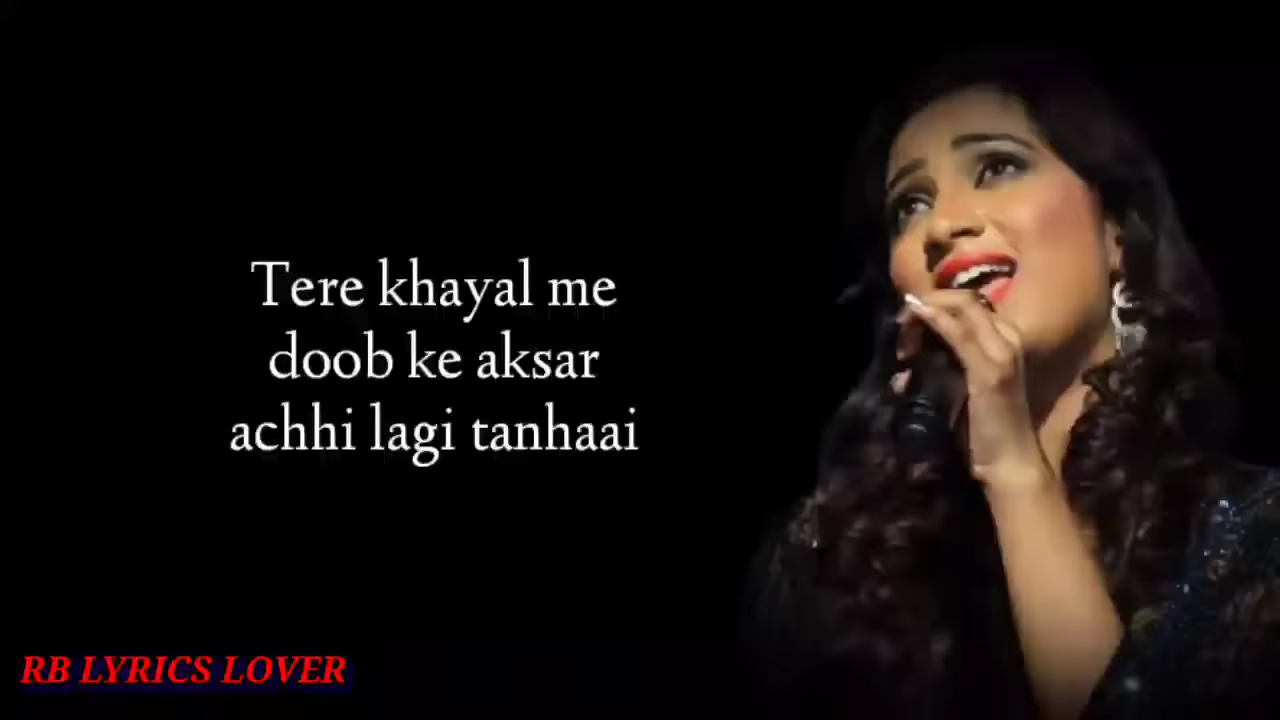 Tere khayal me
doob ke aksar
achhi lagi tanhaai
RB LYRICS LOVER